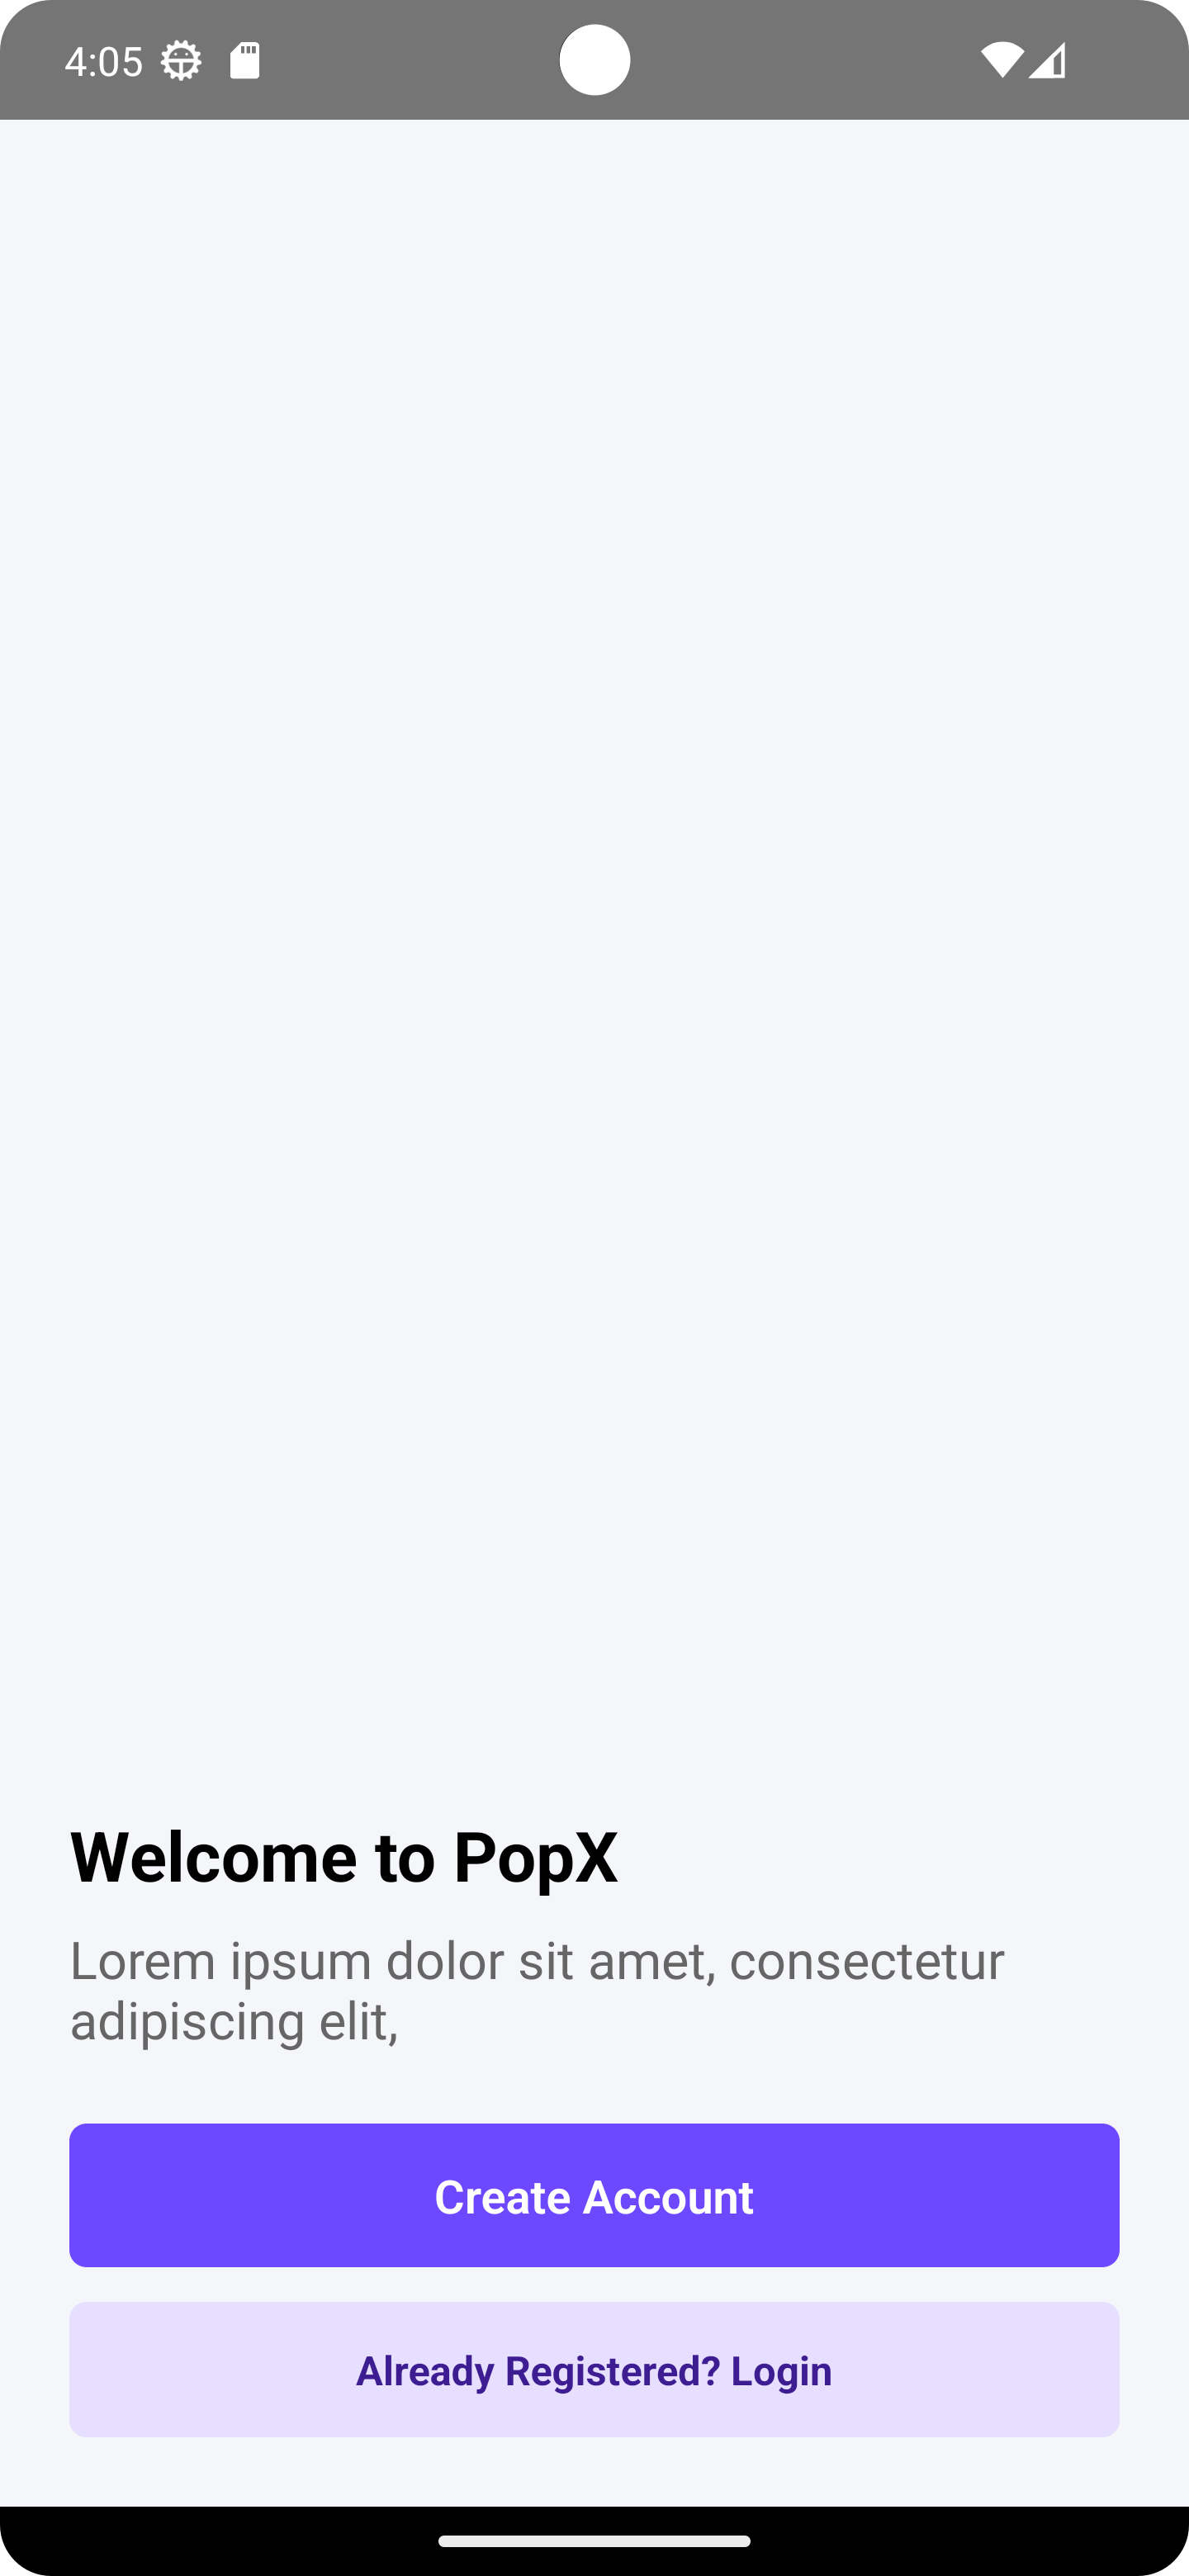 4:05
Welcome to PopX
Lorem ipsum dolor sit amet, consectetur
adipiscing elit,
Create Account
Already Registered? Login